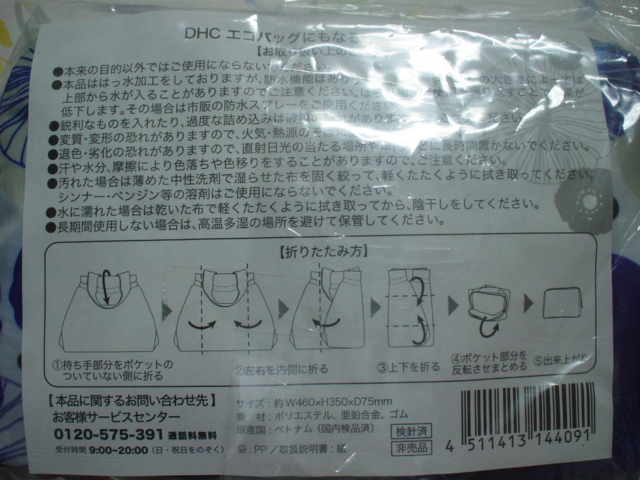 DHC エコバッグにもなる
【お取り扱い上の
●本来の目的以外ではご使用にならないでください。
●本品ははっ水加工をしておりますが、防水機能はあり 大きさによっては
上部から水が入ることがありますので、
低下します。その場合は市販の防水スプレーをご使用ください。
●鋭利なものを入れたり、過度な詰め込みは
●変質・変形の恐れがありますので、火気・熱源のそばに
●退色・劣化の恐れがありますので、直射日光の当たる場所や に長時間置かないでください。
●汗や水分、摩擦により色落ちや色移りをすることがありますので、ご注意ください。
●汚れた場合は薄めた中性洗剤で湿らせた布を固く絞って、軽くたたくように拭き取ってください。
シンナー・ベンジン等の溶剤はご使用にならないでください。
●水に濡れた場合は乾いた布で軽くたたくように拭き取ってから、陰干しをしてください。
●長期間使用しない場合は、高温多湿の場所を避けて保管してください。
【折りたたみ方】
①持ち手部分をポケットの
ついていない側に折る
②左右を内側に折る
③上下を折る
④ポケット部分を
反転させまとめる
⑤出来上がり
【本品に関するお問い合わせ先】
お客様サービスセンター
0120-575-391 通話料無料
受付時間 9:00~20:00（日・祝日をのぞく）
サイズ：約 W460×H350×D75mm
素材：ポリエステル、亜鉛合金、ゴム
原産国：ベトナム（国内検品済）
袋：PP／取扱説明書：紙
検針済
非売品
4 511413 144091